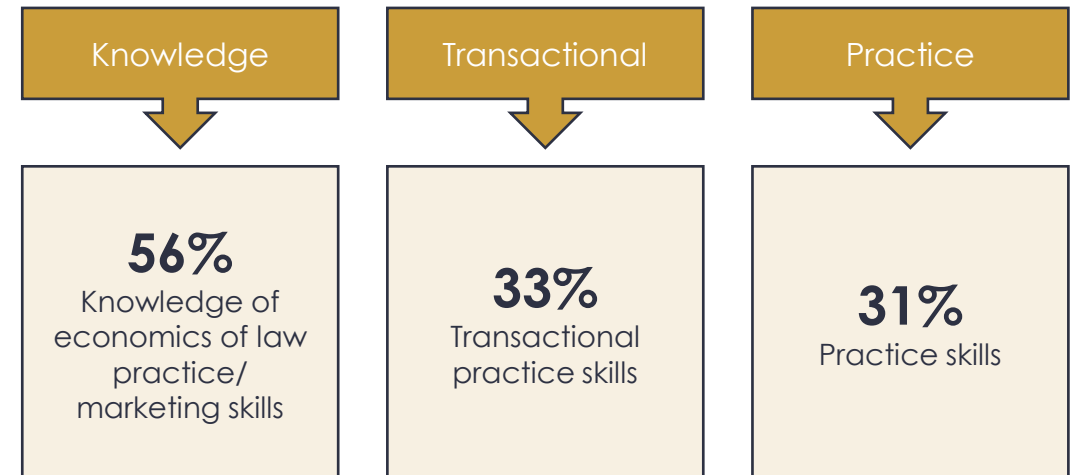 Knowledge
Transactional
Practice
56%
Knowledge of
economics of law
practice/
marketing skills
33%
Transactional
practice skills
31%
Practice skills